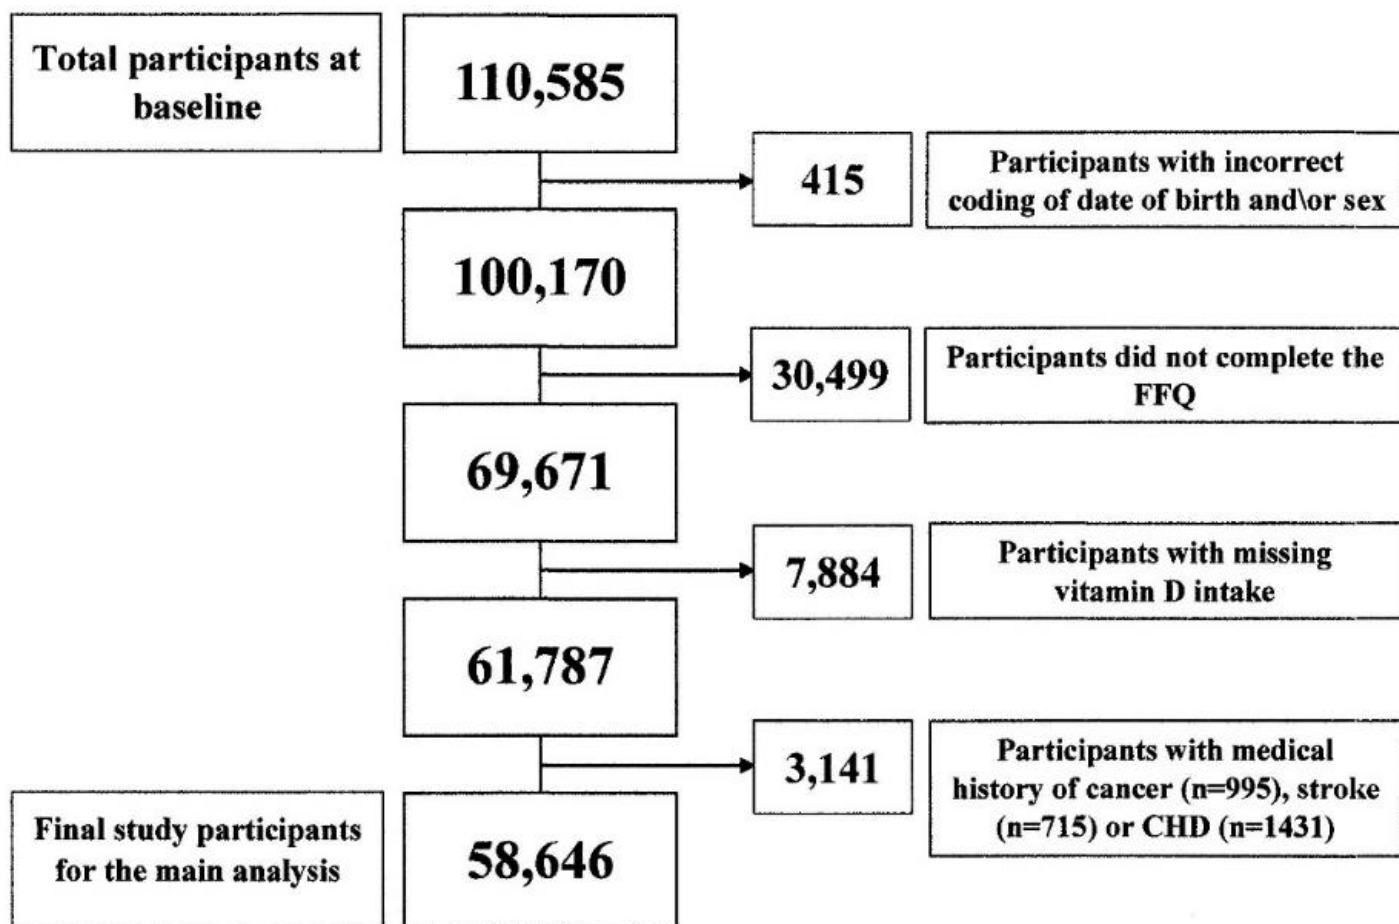 Total participants at
baseline
110,585
415
Participants with incorrect
coding of date of birth and\or sex
100,170
30,499
Participants did not complete the
FFQ
69,671
7,884
Participants with missing
vitamin D intake
61,787
3,141
Participants with medical
history of cancer (n=995), stroke
(n=715) or CHD (n=1431)
Final study participants
for the main analysis
58,646